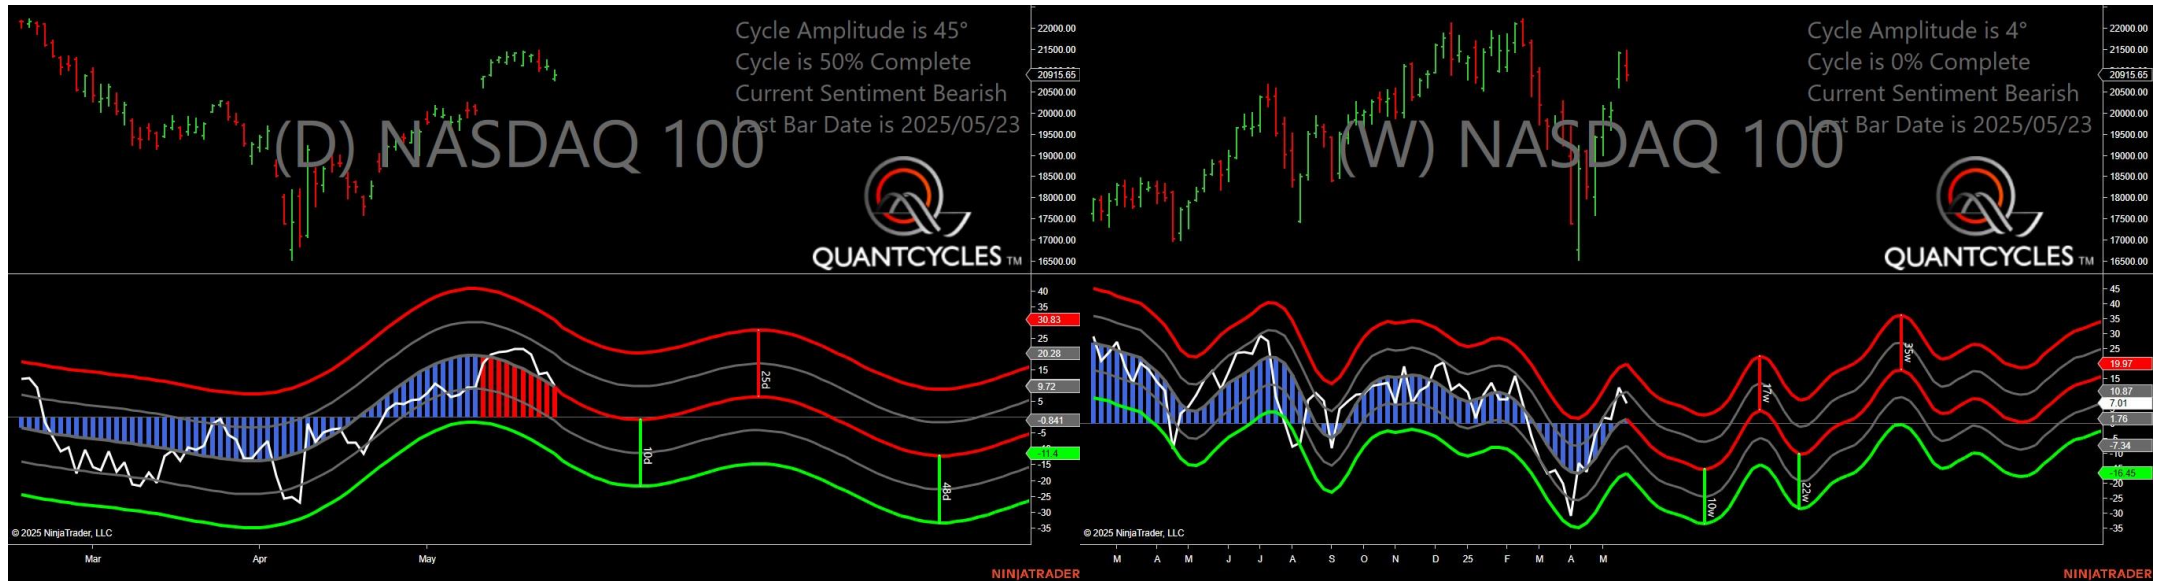 Cycle Amplitude is 45°
Cycle is 50% Complete
Current Sentiment Bearish
Last Bar Date is 2025/05/23
(D) NASDAQ 100
QUANTCYCLES TM
22000.00
21500.00
20915.65
20500.00
20000.00
19500.00
19000.00
18500.00
18000.00
17500.00
17000.00
16500.00
40
35
30.83
25
20.28
15
9.72
5
-0.841
-5
-11.4
-15
-20
-25
-30
-35
10d
25d
48d
© 2025 NinjaTrader, LLC
Mar Apr May
NINJATRADER
Cycle Amplitude is 4°
Cycle is 0% Complete
Current Sentiment Bearish
Last Bar Date is 2025/05/23
(W) NASDAQ 100
QUANTCYCLES TM
22000.00
21500.00
20915.65
20500.00
20000.00
19500.00
19000.00
18500.00
18000.00
17500.00
17000.00
16500.00
45
40
35
30
25
19.97
15
10.87
7.01
1.76
-5
-7.34
-10
-16.45
-20
-25
-30
-35
10w
17w
22w
35w
© 2025 NinjaTrader, LLC
M A M J J A S O N D 25 F M A M
NINJATRADER